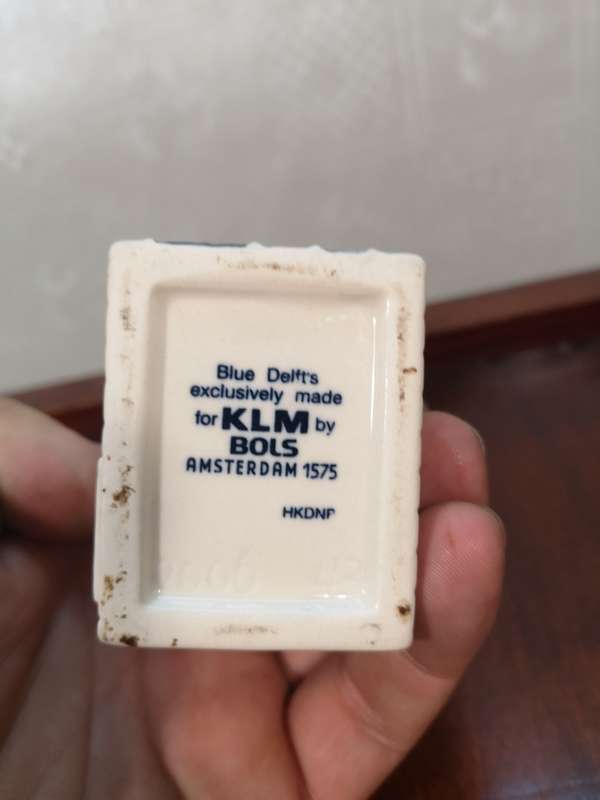 Blue Delft's
exclusively made
for KLM by
BOLS
AMSTERDAM 1575
HKDNP